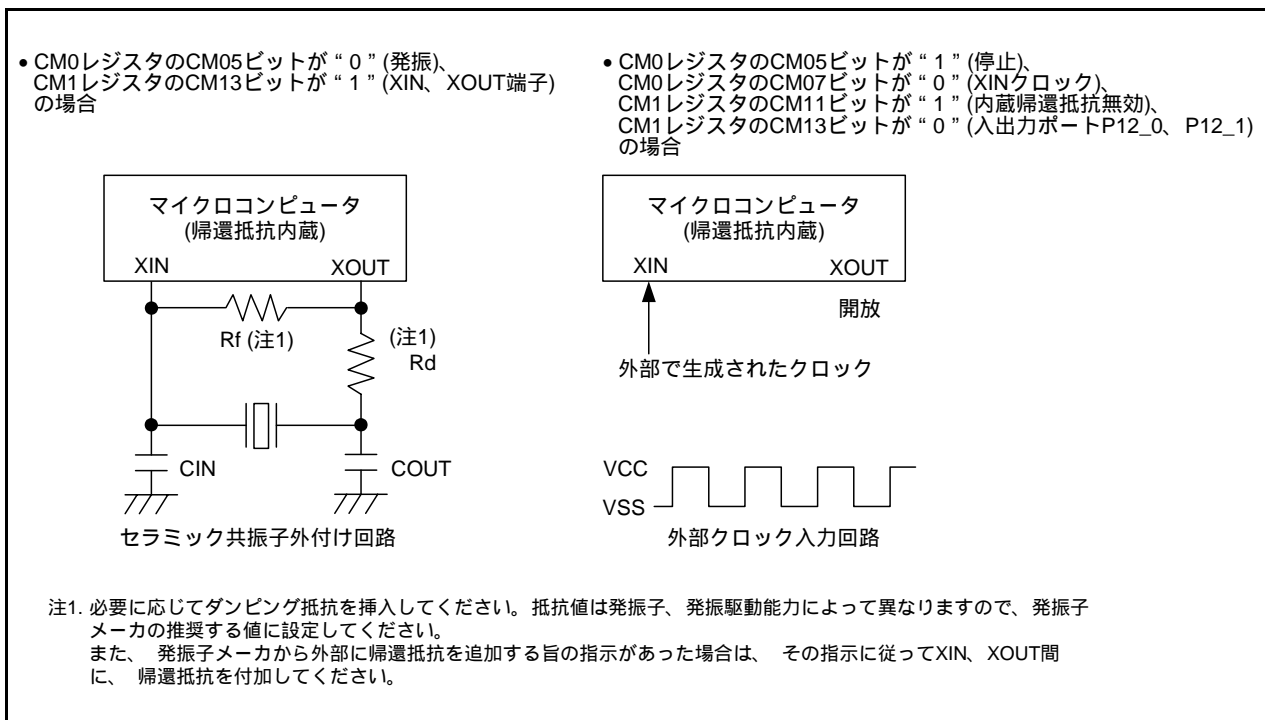 • CM0レジスタのCM05ビットが“ 0 ” (発振)、
CM1レジスタのCM13ビットが“ 1 ” (XIN、XOUT端子)
の場合
マイクロコンピュータ
(帰還抵抗内蔵)
XIN XOUT
Rf (注1)
(注1)
Rd
CIN COUT
セラミック共振子外付け回路
• CM0レジスタのCM05ビットが“ 1 ” (停止)、
CM0レジスタのCM07ビットが“ 0 ” (XINクロック)、
CM1レジスタのCM11ビットが“ 1 ” (内蔵帰還抵抗無効)、
CM1レジスタのCM13ビットが“ 0 ” (入出力ポートP12_0、P12_1)
の場合
マイクロコンピュータ
(帰還抵抗内蔵)
XIN XOUT
開放
外部で生成されたクロック
VCC
VSS
外部クロック入力回路
注1. 必要に応じてダンピング抵抗を挿入してください。抵抗値は発振子、発振駆動能力によって異なりますので、発振子
メーカの推奨する値に設定してください。
また、 発振子メーカから外部に帰還抵抗を追加する旨の指示があった場合は、 その指示に従ってXIN、XOUT間
に、 帰還抵抗を付加してください。